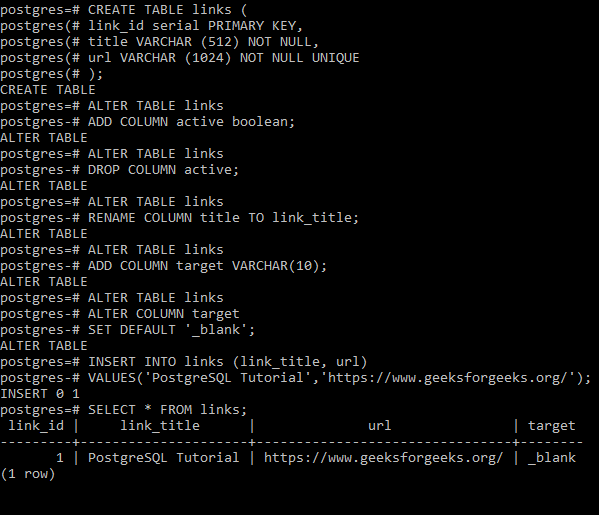 postgres=# CREATE TABLE links (
postgres(# link_id serial PRIMARY KEY,
postgres(# title VARCHAR (512) NOT NULL,
postgres(# url VARCHAR (1024) NOT NULL UNIQUE
postgres(# );
CREATE TABLE
postgres=# ALTER TABLE links
postgres-# ADD COLUMN active boolean;
ALTER TABLE
postgres=# ALTER TABLE links
postgres-# DROP COLUMN active;
ALTER TABLE
postgres=# ALTER TABLE links
postgres-# RENAME COLUMN title TO link_title;
ALTER TABLE
postgres=# ALTER TABLE links
postgres-# ADD COLUMN target VARCHAR(10);
ALTER TABLE
postgres=# ALTER TABLE links
postgres-# ALTER COLUMN target
postgres-# SET DEFAULT '_blank';
ALTER TABLE
postgres=# INSERT INTO links (link_title, url)
postgres-# VALUES('PostgreSQL Tutorial','https://www.geeksforgeeks.org/');
INSERT 0 1
postgres=# SELECT * FROM links;
 link_id |     link_title      |              url               | target
---------+---------------------+--------------------------------+--------
       1 | PostgreSQL Tutorial | https://www.geeksforgeeks.org/ | _blank
(1 row)